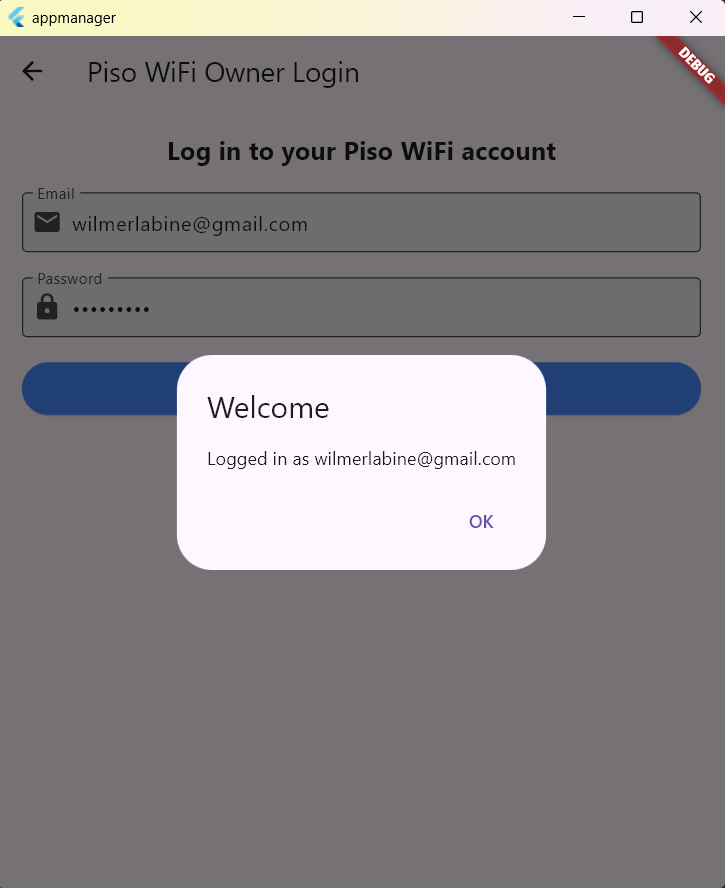 appmanager
Piso WiFi Owner Login
DEBUG
Log in to your Piso WiFi account
Email
wilmerlabine@gmail.com
Password
•••••••••
Welcome
Logged in as wilmerlabine@gmail.com
OK